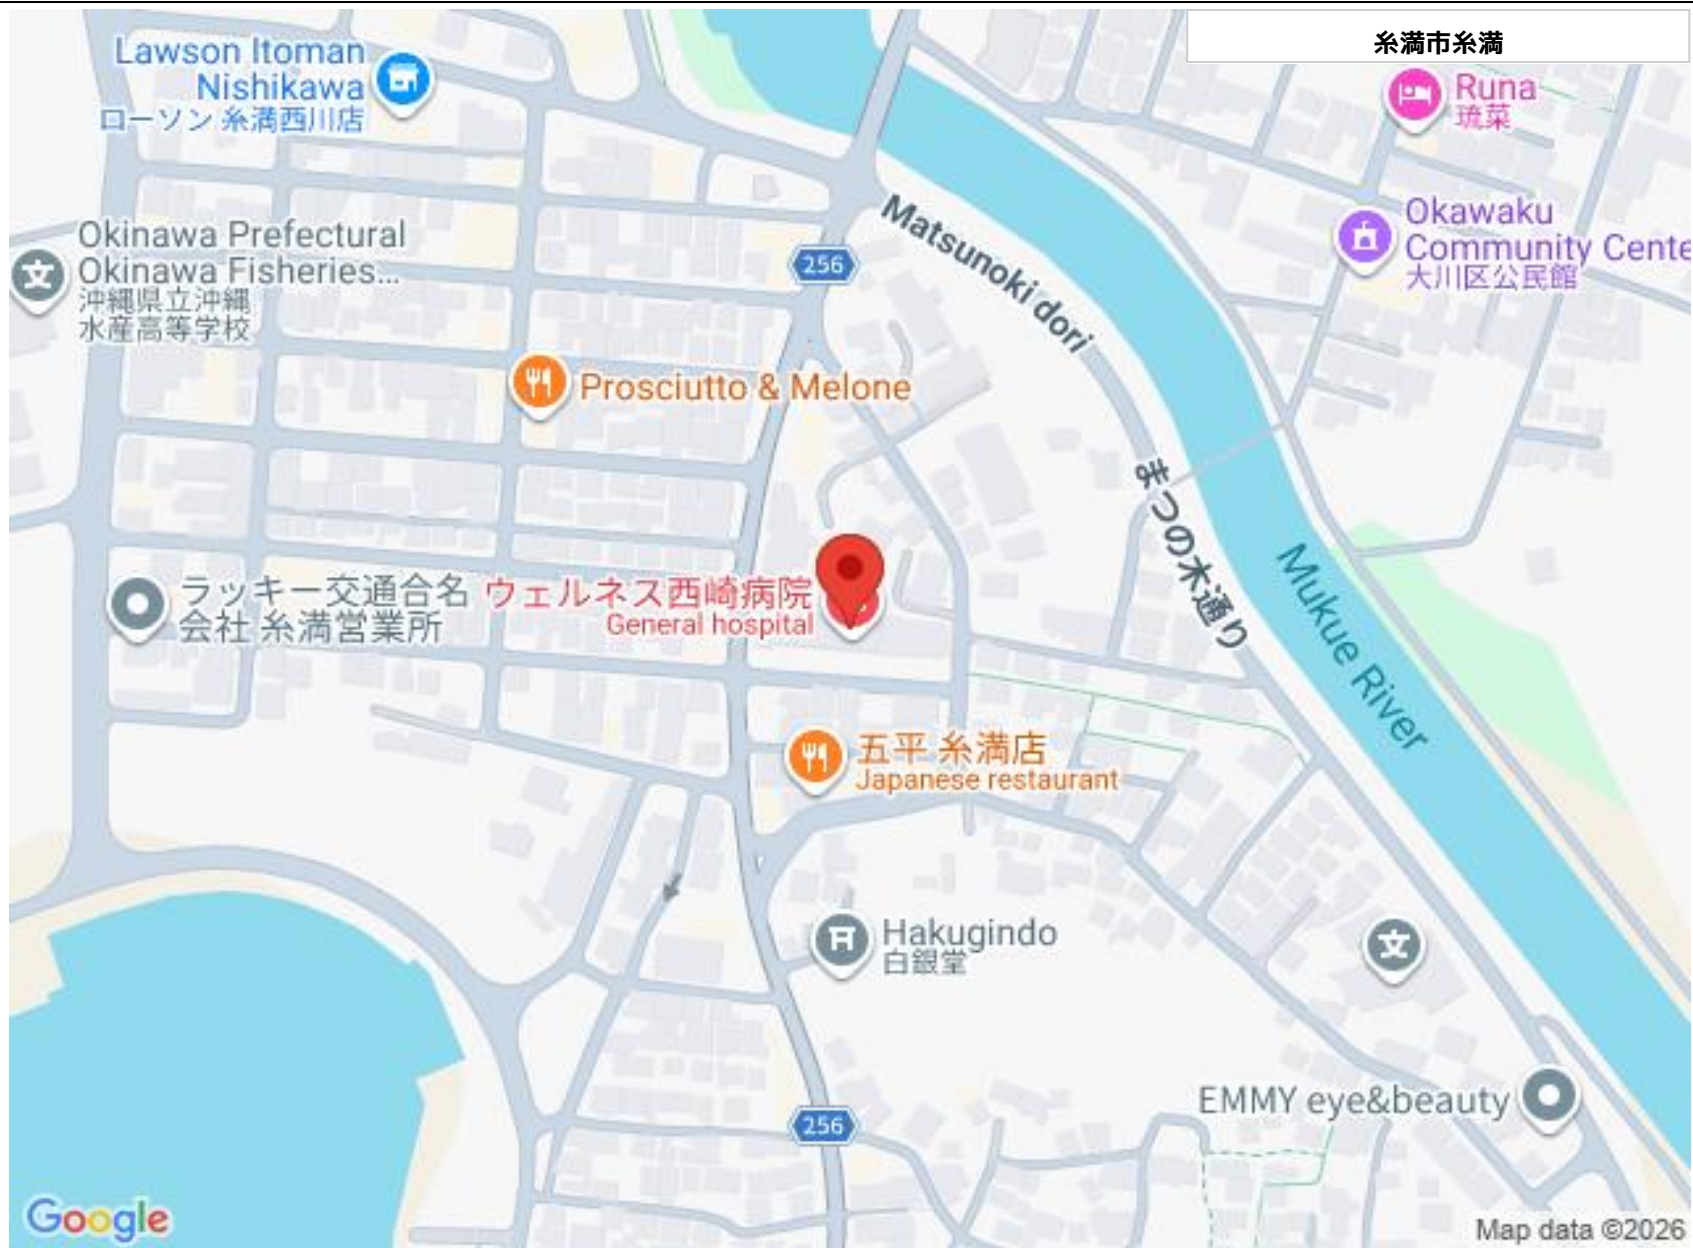 糸満市糸満
Lawson Itoman
Nishikawa
ローソン 糸満西川店
Runa
琉菜
Matsunoki dori
Okawaku
Community Cente
大川区公民館
Okinawa Prefectural
Okinawa Fisheries...
沖縄県立沖縄
水産高等学校
256
Prosciutto & Melone
まつの木通り
Mukue River
ラッキー交通合名
会社 糸満営業所
ウェルネス西崎病院
General hospital
五平 糸満店
Japanese restaurant
Hakugindo
白銀堂
文
EMMY eye&beauty
256
Google
Map data ©2026